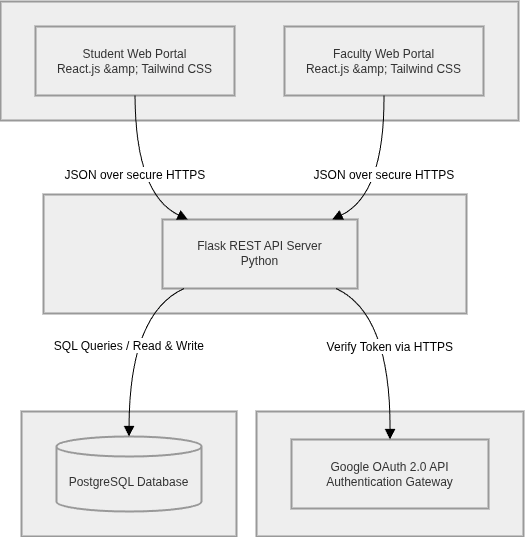 Student Web Portal
React.js &amp; Tailwind CSS
Faculty Web Portal
React.js &amp; Tailwind CSS
JSON over secure HTTPS
JSON over secure HTTPS
Flask REST API Server
Python
SQL Queries / Read & Write
Verify Token via HTTPS
PostgreSQL Database
Google OAuth 2.0 API
Authentication Gateway